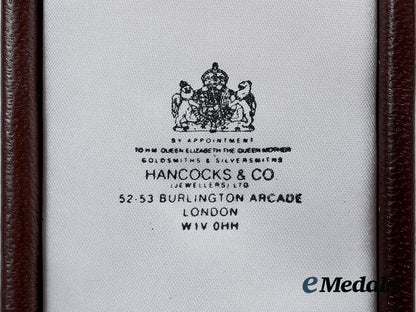 BY APPOINTMENT
TO HM QUEEN ELIZABETH THE QUEEN MOTHER
GOLDSMITHS & SILVERSMITHS
HANCOCKS & CO
(JEWELLERS) LTD
52-53 BURLINGTON ARCADE
LONDON
W1V 0HH
eMedals